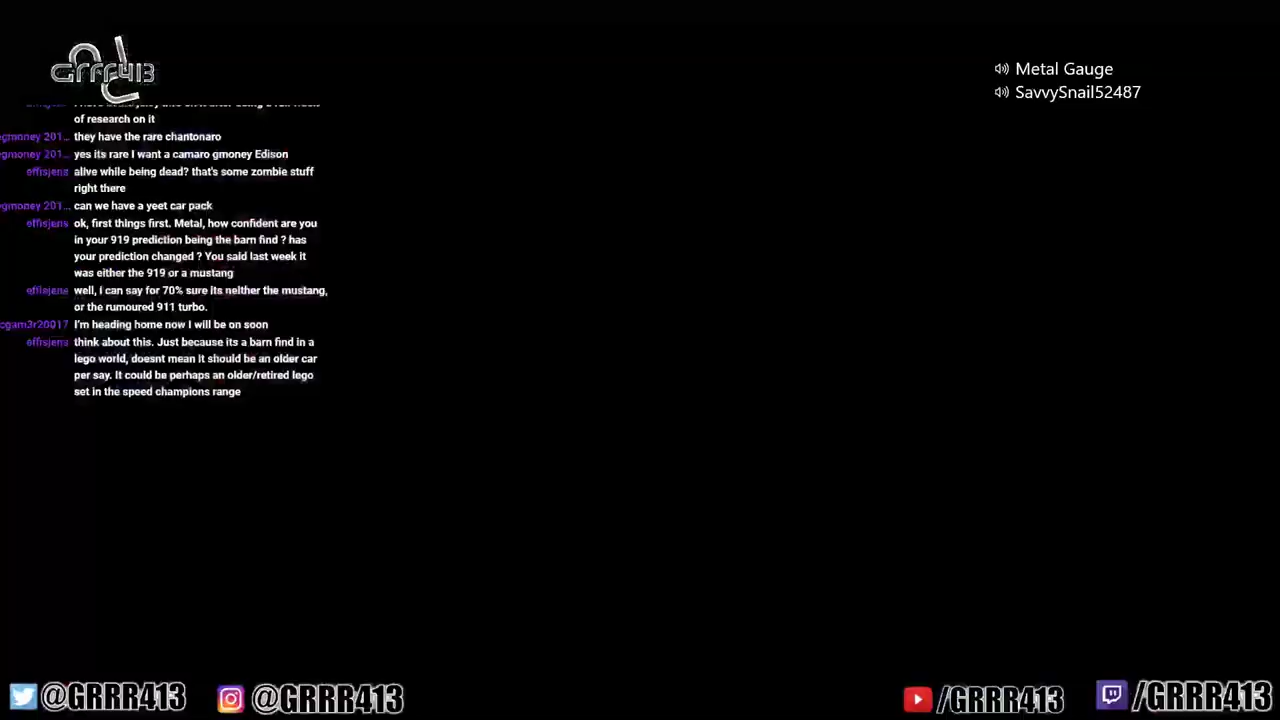 GRRR413
Metal Gauge
SavvySnail52487
of research on it
gmoney 201... they have the rare chantonaro
gmoney 201... yes its rare I want a camaro gmoney Edison
effisjens alive while being dead? that's some zombie stuff
right there
gmoney 201... can we have a yeet car pack
effisjens ok, first things first. Metal, how confident are you
in your 919 prediction being the barn find ? has
your prediction changed ? You said last week it
was either the 919 or a mustang
effisjens well, i can say for 70% sure its neither the mustang,
or the rumoured 911 turbo.
cgam3r20017 I'm heading home now I will be on soon
effisjens think about this. Just because its a barn find in a
lego world, doesnt mean it should be an older car
per say. It could be perhaps an older/retired lego
set in the speed champions range
@GRRR413
@GRRR413
/GRRR413
/GRRR413